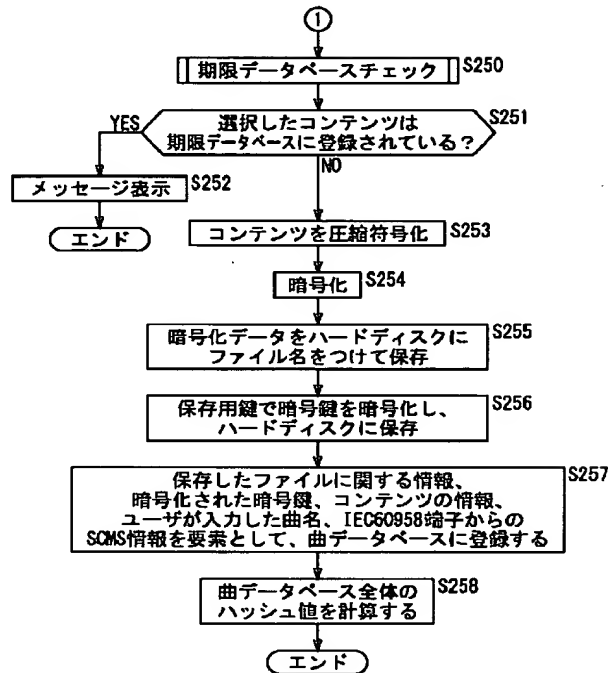 1
期限データベースチェック S250
選択したコンテンツは S251
期限データベースに登録されている？
YES
NO
メッセージ表示 S252
エンド
コンテンツを圧縮符号化 S253
暗号化 S254
暗号化データをハードディスクに S255
ファイル名をつけて保存
保存用鍵で暗号鍵を暗号化し、 S256
ハードディスクに保存
保存したファイルに関する情報、 S257
暗号化された暗号鍵、コンテンツの情報、
ユーザが入力した曲名、IEC60958端子からの
SCMS情報を要素として、曲データベースに登録する
曲データベース全体の S258
ハッシュ値を計算する
エンド